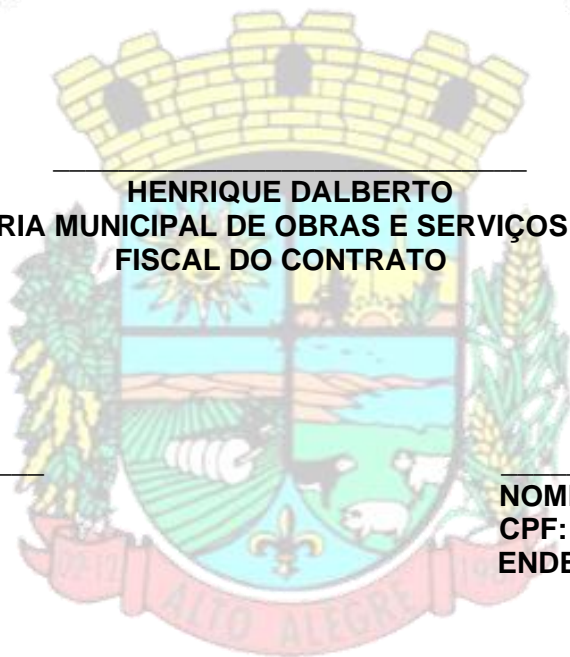 HENRIQUE DALBERTO
RIA MUNICIPAL DE OBRAS E SERVIÇOS
FISCAL DO CONTRATO
NOM
CPF:
ENDE
ALTO ALEGRE